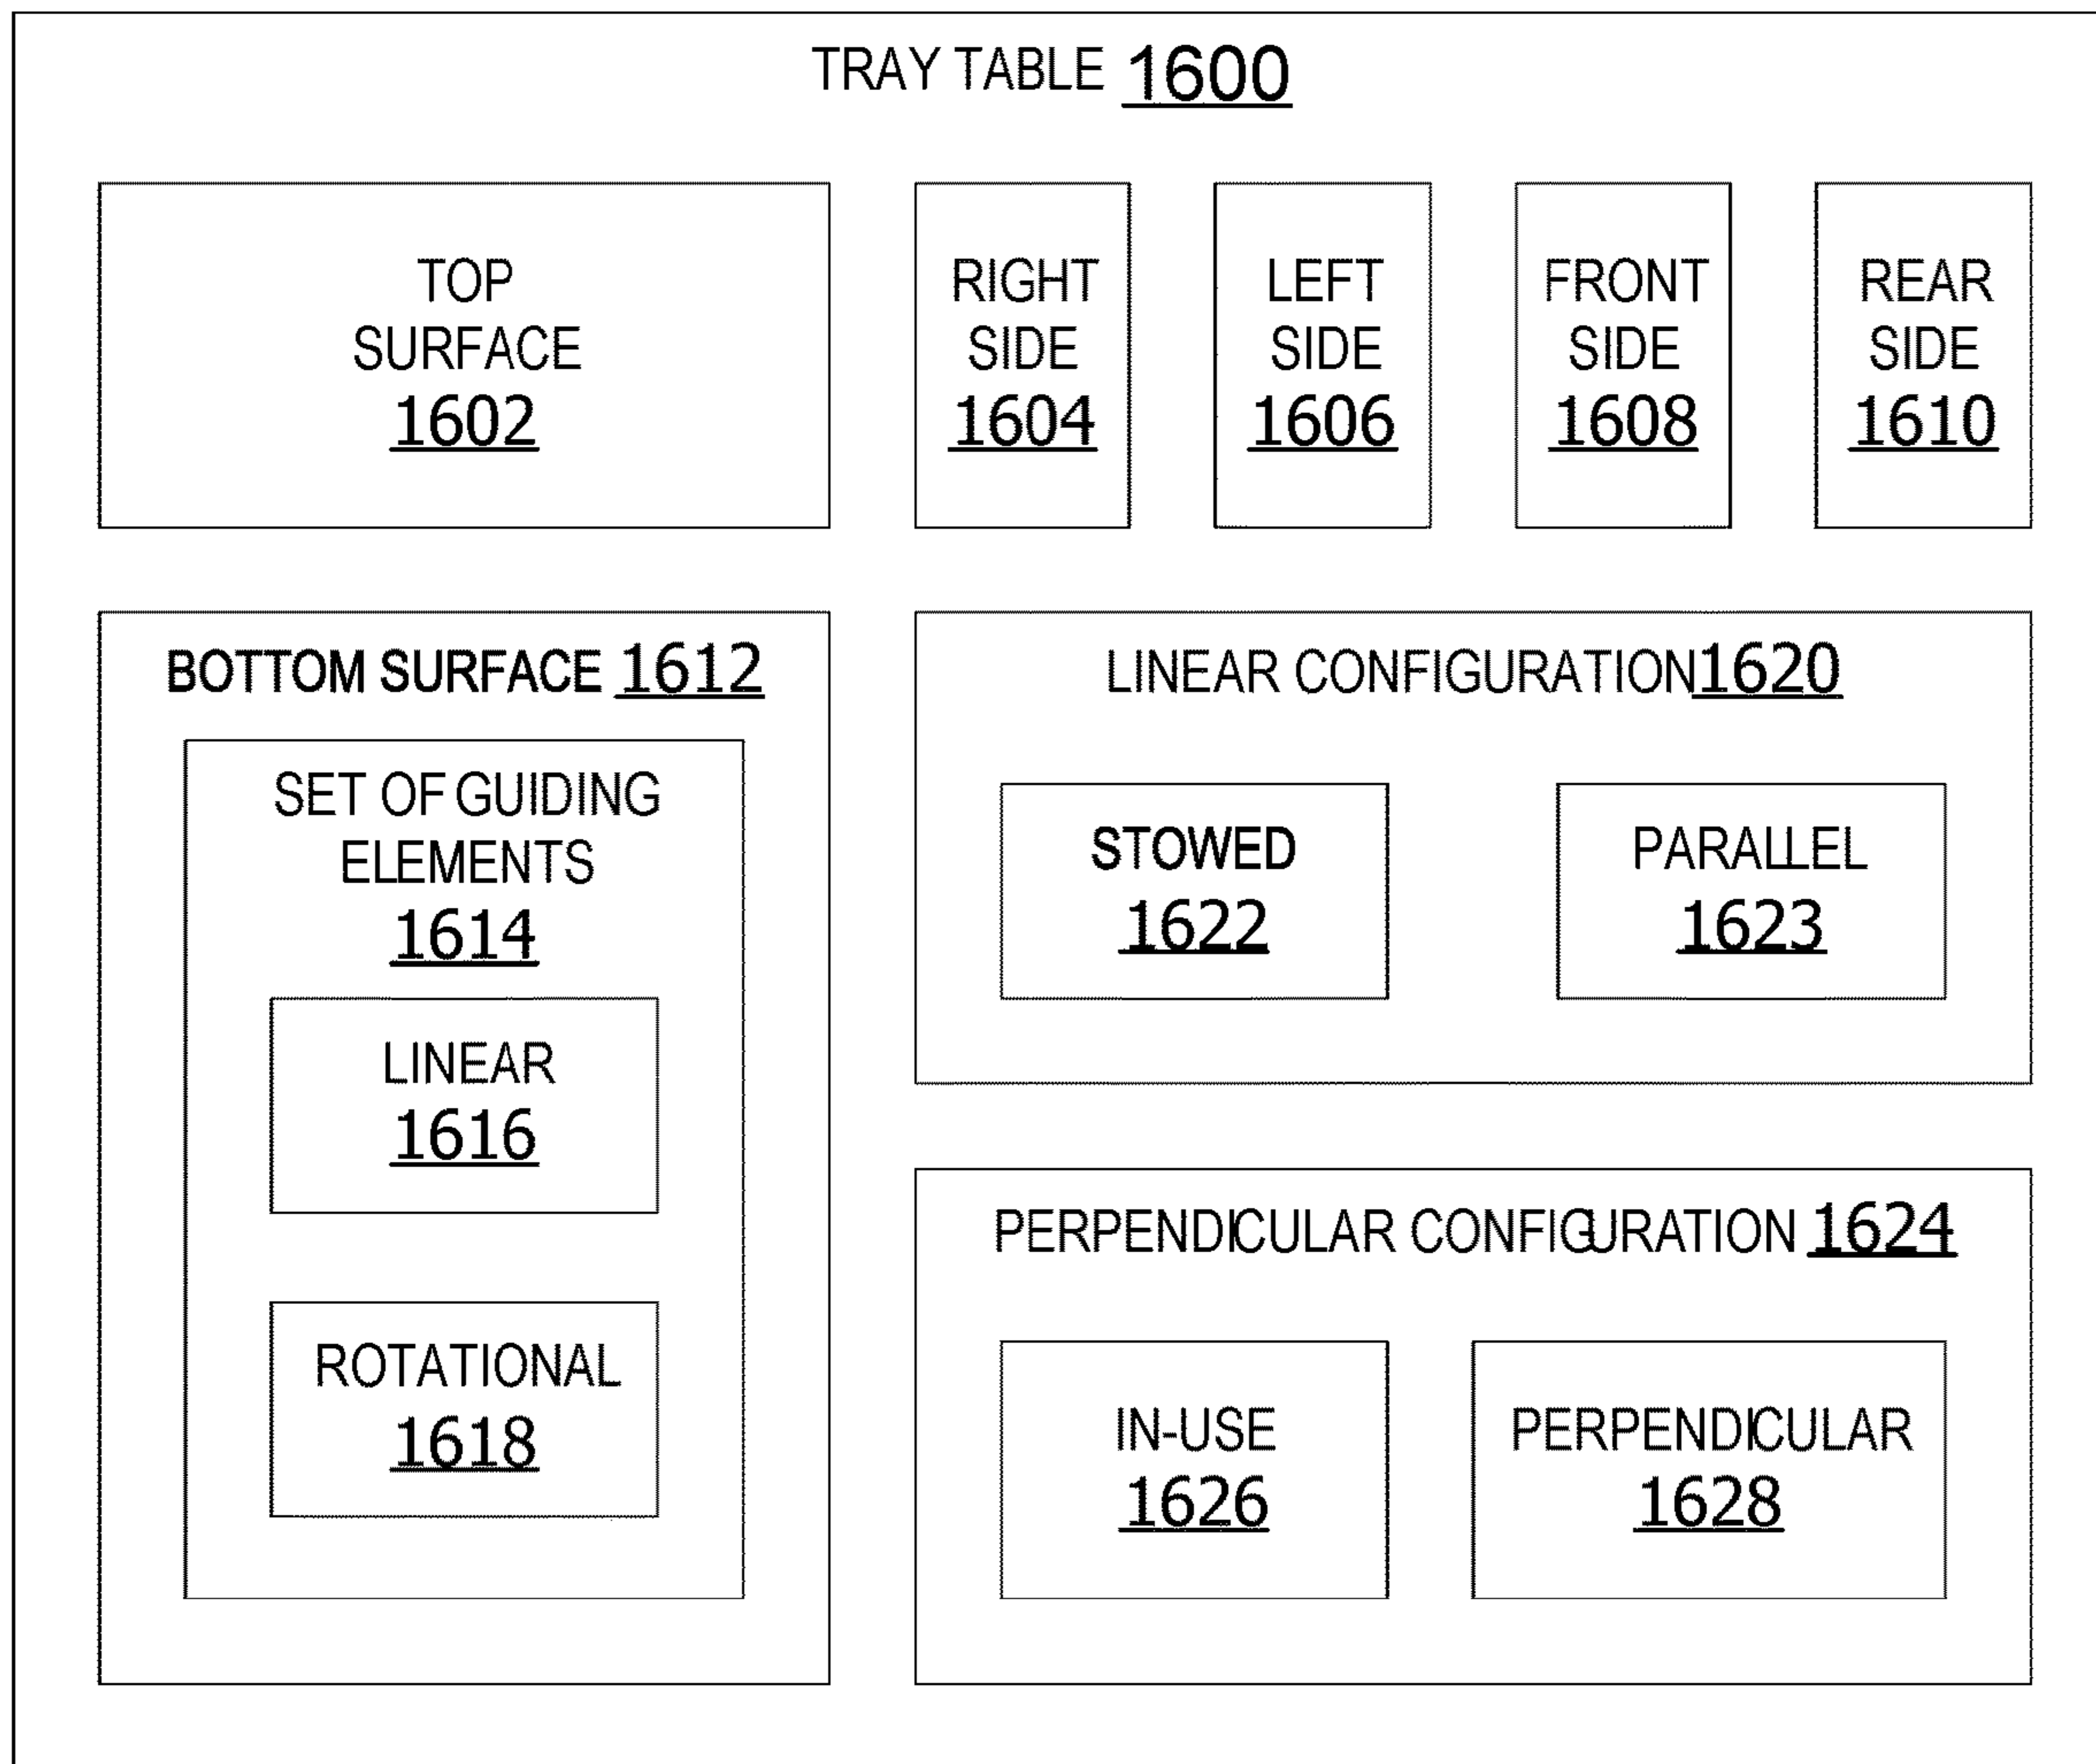 TRAY TABLE 1600
TOP
SURFACE
1602
RIGHT
SIDE
1604
LEFT
SIDE
1606
FRONT
SIDE
1608
REAR
SIDE
1610
BOTTOM SURFACE 1612
SET OF GUIDING
ELEMENTS
1614
LINEAR
1616
ROTATIONAL
1618
LINEAR CONFIGURATION 1620
STOWED
1622
PARALLEL
1623
PERPENDICULAR CONFIGURATION 1624
IN-USE
1626
PERPENDICULAR
1628